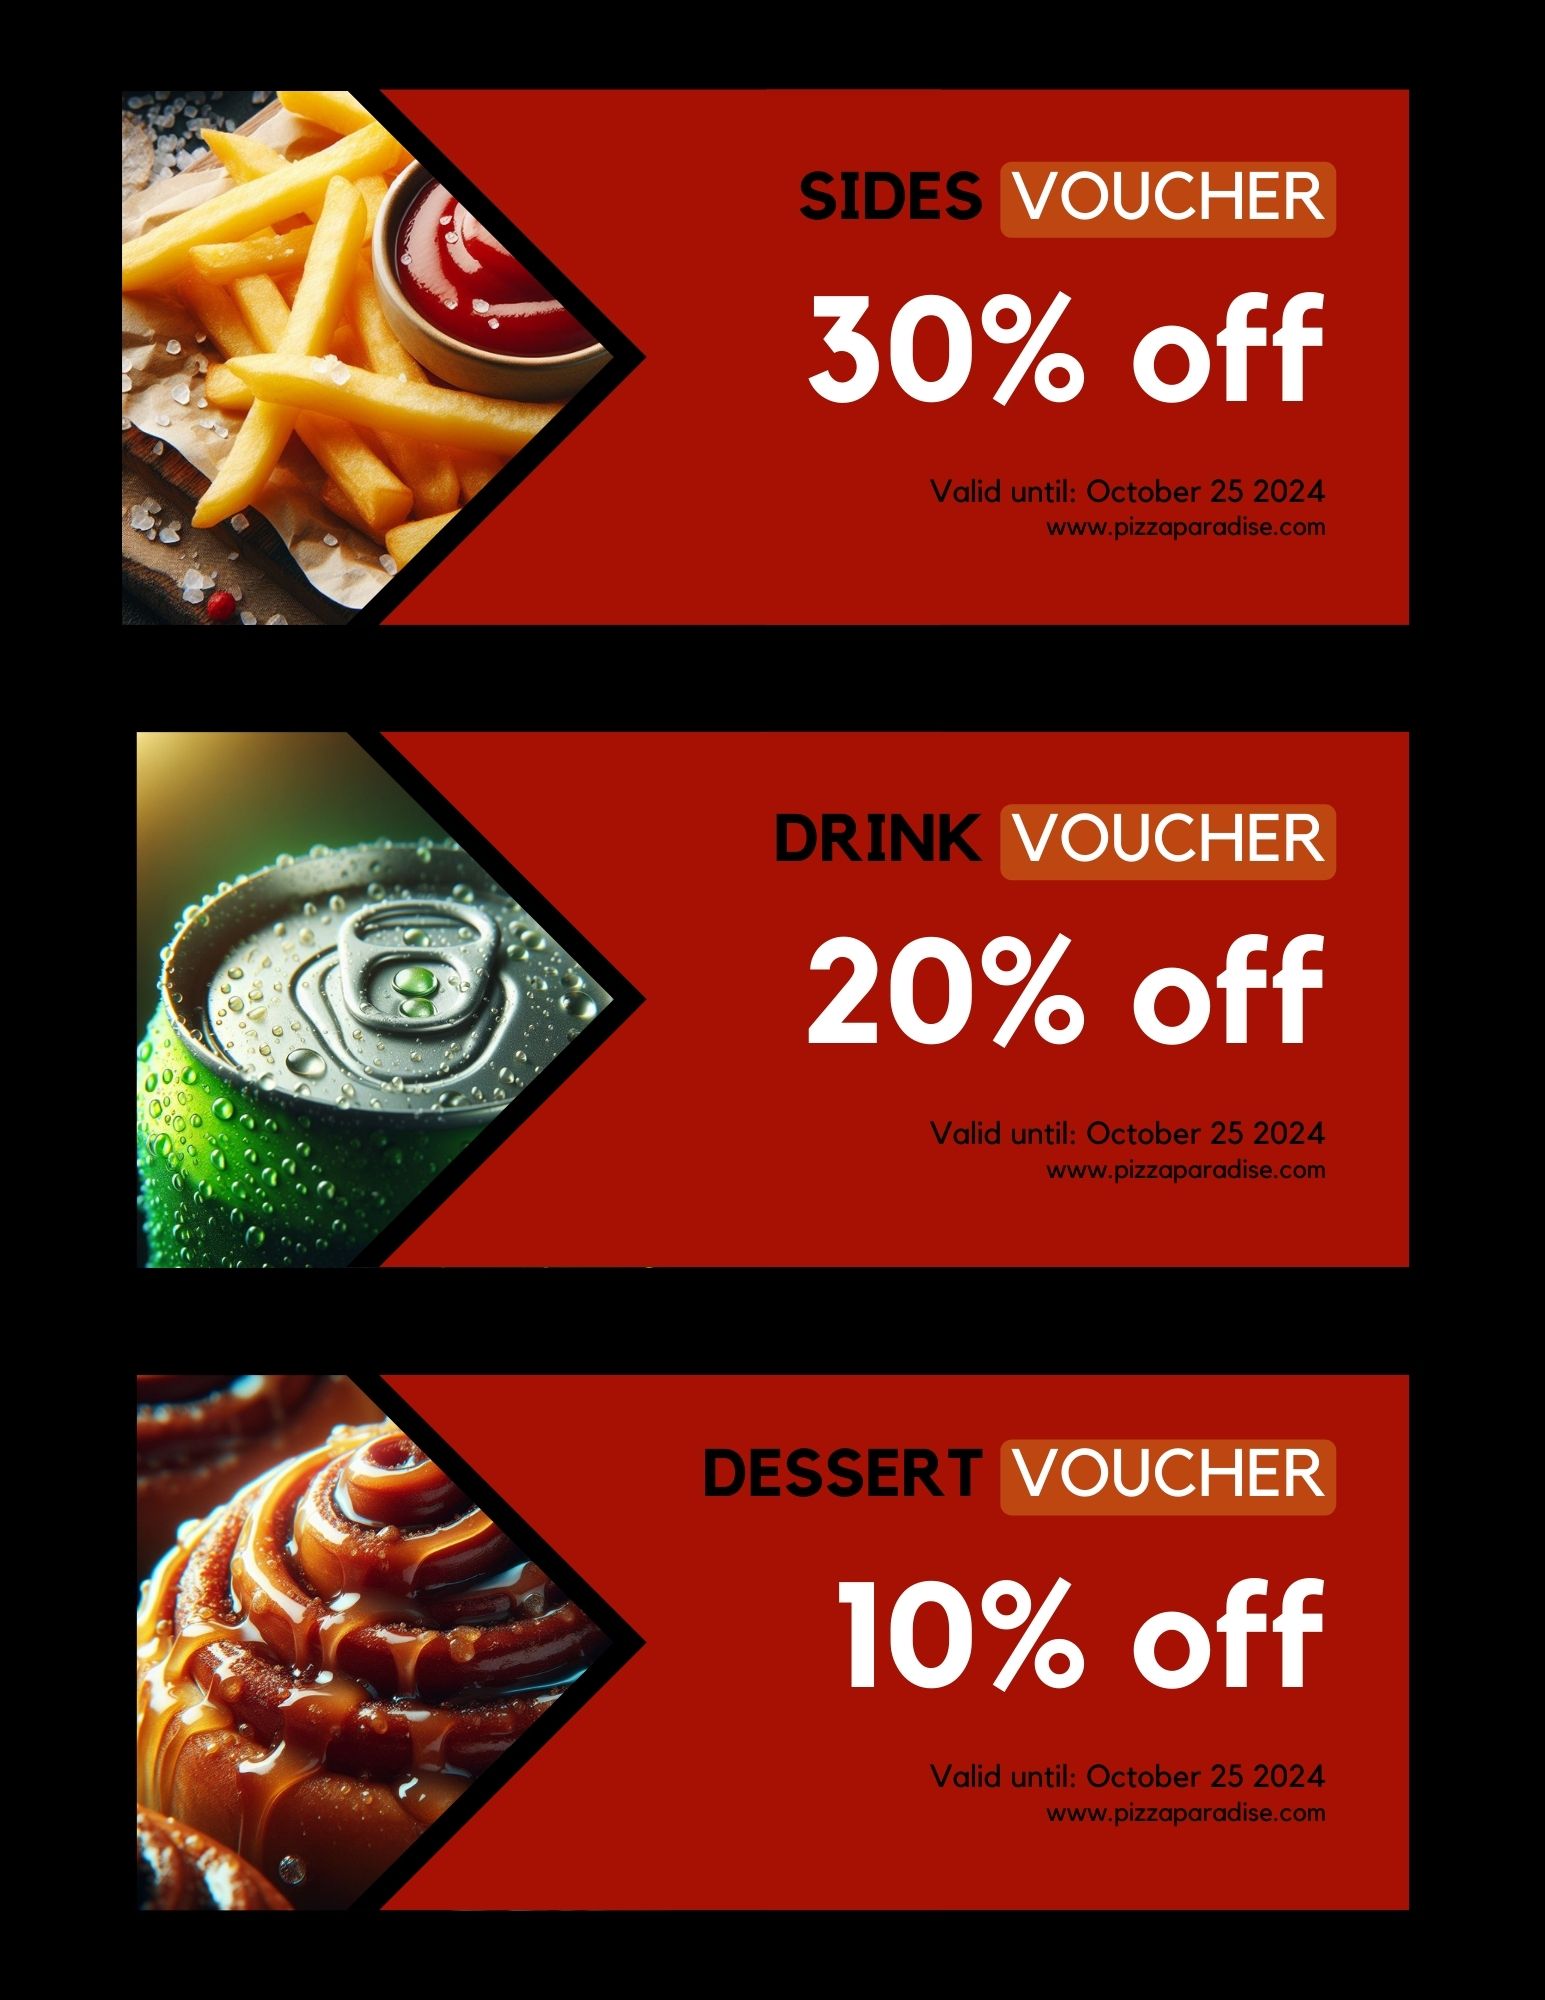 SIDES VOUCHER
30% off
Valid until: October 25 2024
www.pizzaparadise.com
DRINK VOUCHER
20% off
Valid until: October 25 2024
www.pizzaparadise.com
DESSERT VOUCHER
10% off
Valid until: October 25 2024
www.pizzaparadise.com